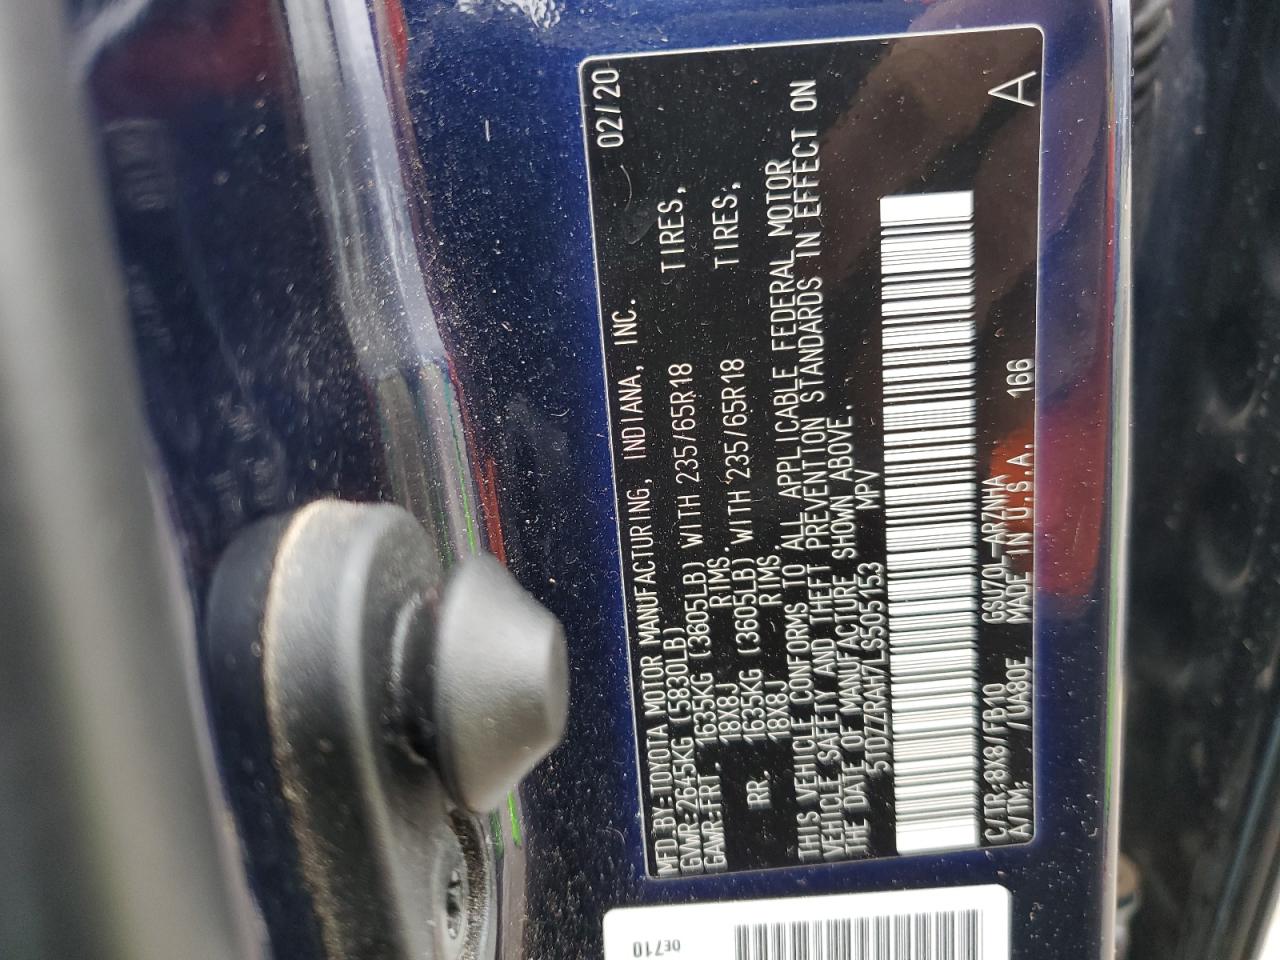 MFD BY: TOYOTA MOTOR MANUFACTURING, INDIANA, INC. 02/20
GVWR: 2645KG (5830LB)
GAWR: FRT. 1635KG (3605LB) WITH 235/65R18 TIRES,
18X8J RIMS.
RR. 1635KG (3605LB) WITH 235/65R18 TIRES,
18X8J RIMS.
THIS VEHICLE CONFORMS TO ALL APPLICABLE FEDERAL MOTOR
VEHICLE SAFETY AND THEFT PREVENTION STANDARDS IN EFFECT ON
THE DATE OF MANUFACTURE SHOWN ABOVE.
5TDZZRAH7LS505153 MPV
C/TR:8X8/FB10 GSU70L-ARZNHA
A/TM: /UA80E MADE IN U.S.A. 166 A
0E710